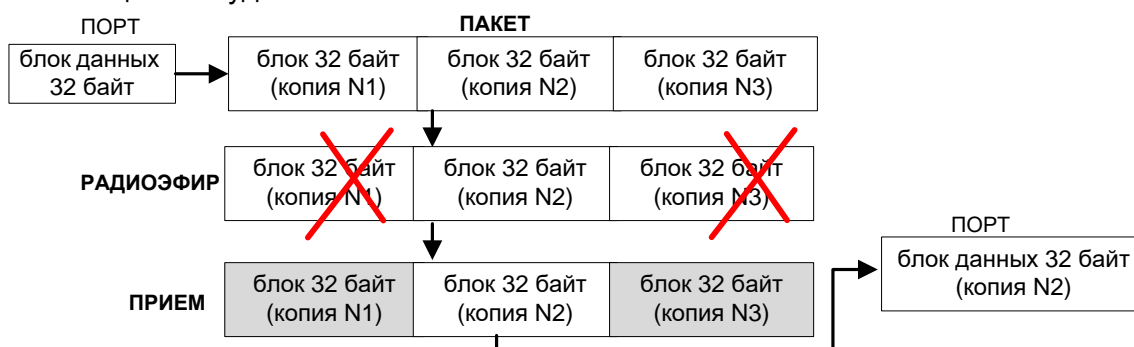 ПОРТ
ПАКЕТ
блок данных
32 байт
блок 32 байт
(копия N1)
блок 32 байт
(копия N2)
блок 32 байт
(копия N3)
РАДИОЭФИР
блок 32 байт
(копия N1)
блок 32 байт
(копия N2)
блок 32 байт
(копия N3)
ПОРТ
блок данных 32 байт
(копия N2)
ПРИЕМ
блок 32 байт
(копия N1)
блок 32 байт
(копия N2)
блок 32 байт
(копия N3)